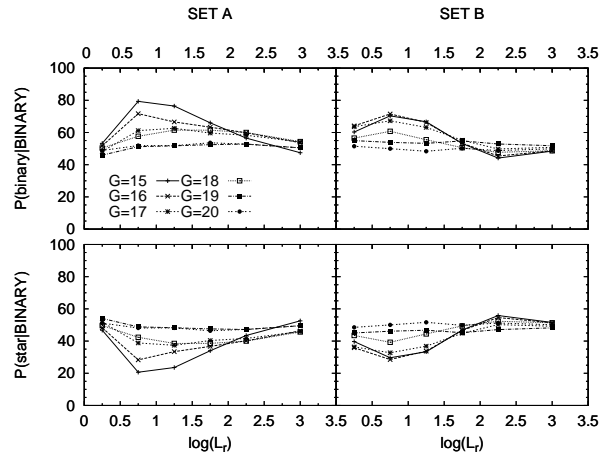 SET A SET B
0 0.5 1 1.5 2 2.5 3 3.5 0.5 1 1.5 2 2.5 3 3.5
100
80
60
40
20
0
P(binary|BINARY)
G=15 G=18
G=16 G=19
G=17 G=20
100
80
60
40
20
0
P(star|BINARY)
0 0.5 1 1.5 2 2.5 3 3.5 0.5 1 1.5 2 2.5 3 3.5
log(L_r) log(L_r)